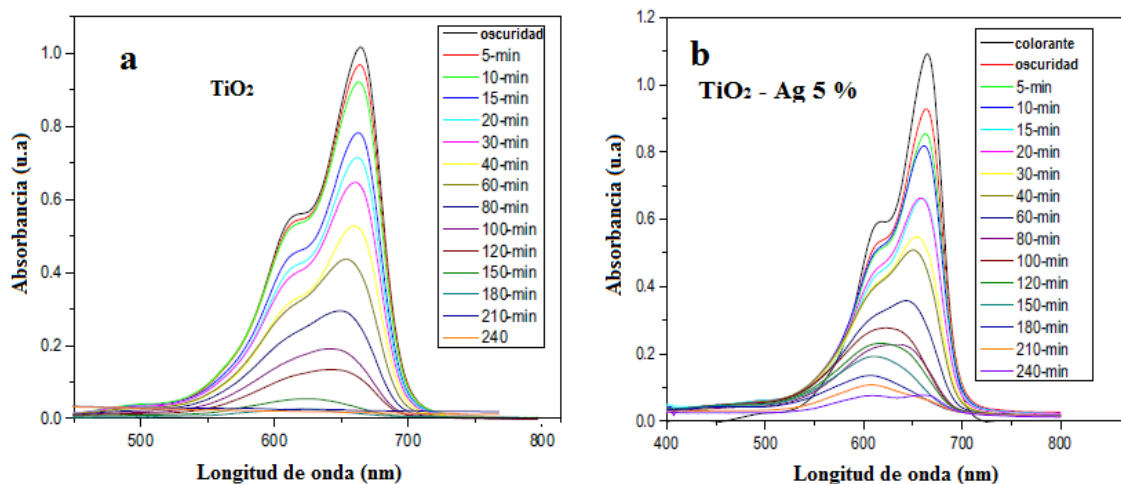 a
TiO2
oscuridad
5-min
10-min
15-min
20-min
30-min
40-min
60-min
80-min
100-min
120-min
150-min
180-min
210-min
240
1.0
0.8
0.6
0.4
0.2
0.0
500
600
700
800
Absorbancia (u.a)
Longitud de onda (nm)
b
TiO2 - Ag 5 %
colorante
oscuridad
5-min
10-min
15-min
20-min
30-min
40-min
60-min
80-min
100-min
120-min
150-min
180-min
210-min
240-min
1.2
1.0
0.8
0.6
0.4
0.2
0.0
400
500
600
700
800
Absorbancia (u.a)
Longitud de onda (nm)